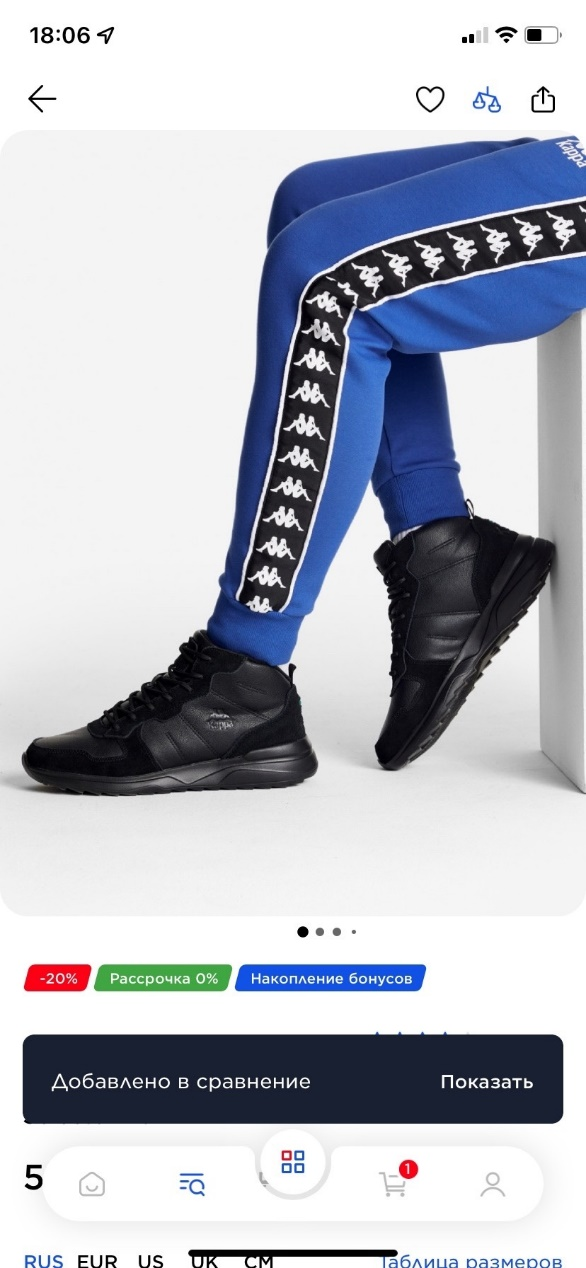 18:06
Kappa
Kappa
-20% Рассрочка 0% Накопление бонусов
Добавлено в сравнение Показать
5
1
RUS EUR US UK CM Таблица размеров